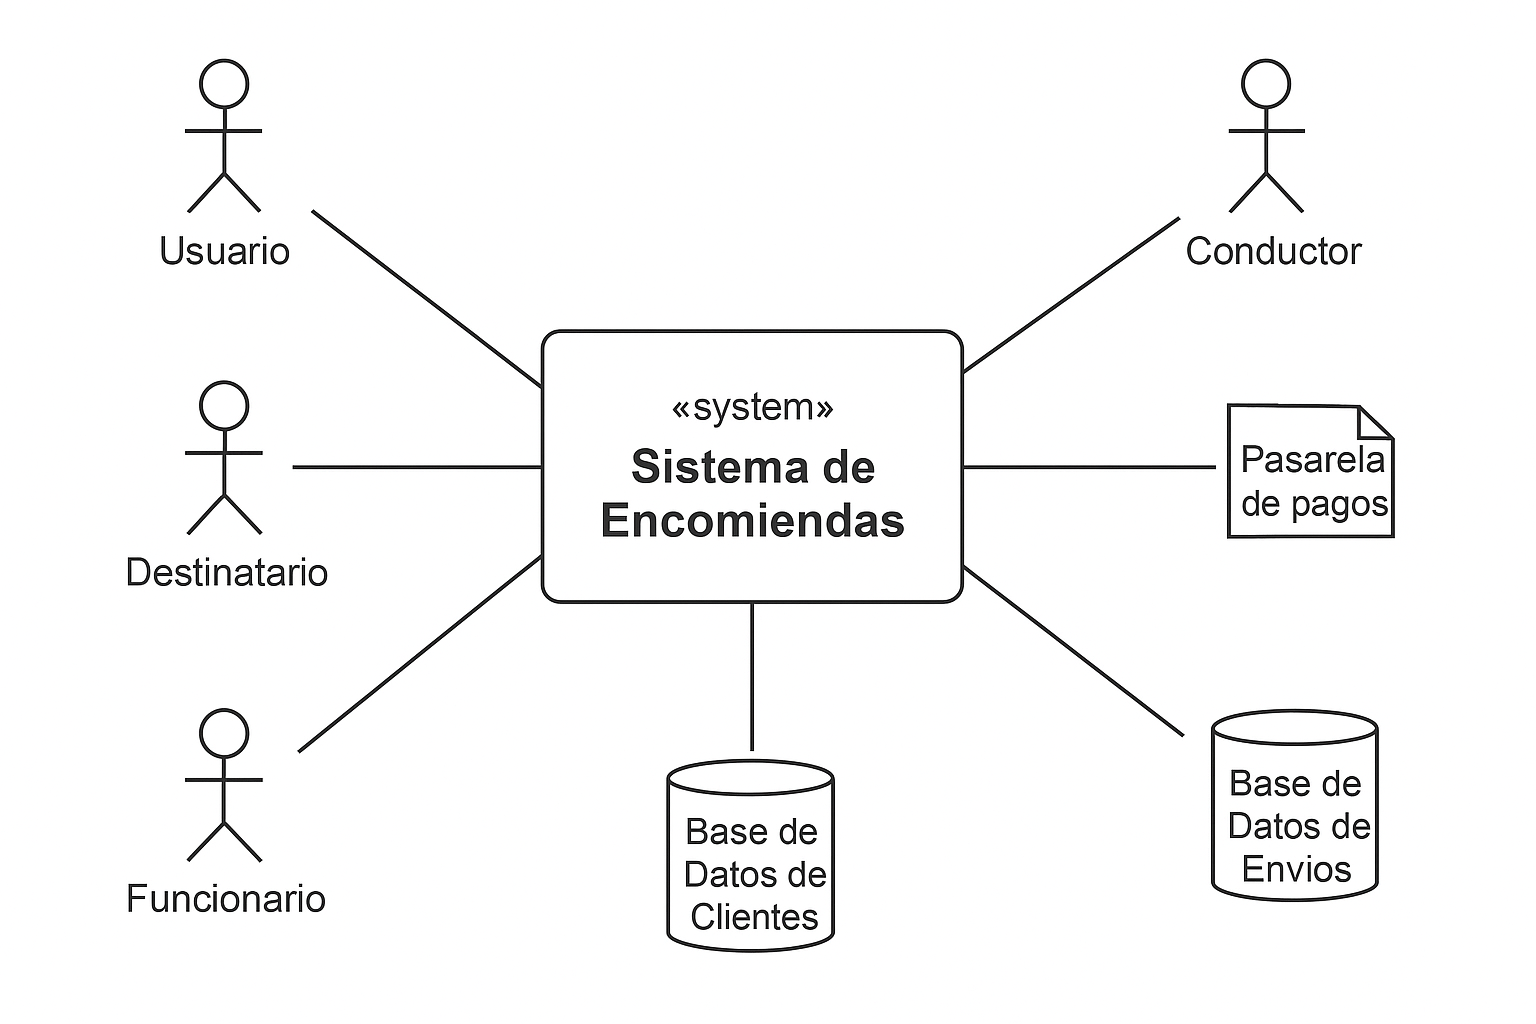 Usuario
Conductor
«system»
Sistema de
Encomiendas
Pasarela
de pagos
Destinatario
Funcionario
Base de
Datos de
Clientes
Base de
Datos de
Envios